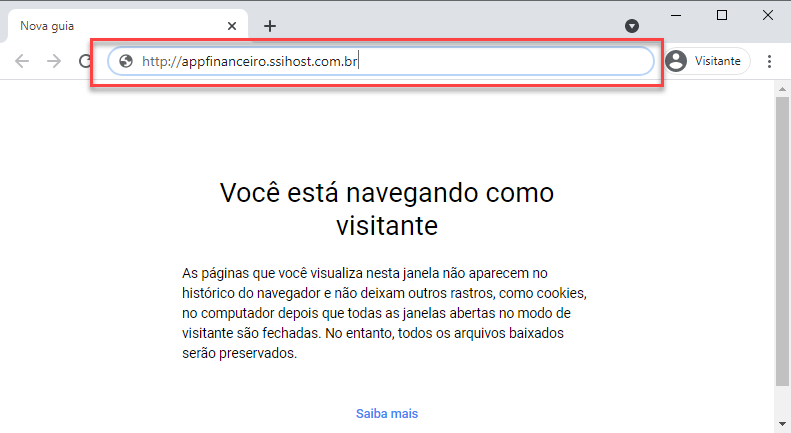 Nova guia
http://appfinanceiro.ssihost.com.br
Visitante
Você está navegando como
visitante
As páginas que você visualiza nesta janela não aparecem no
histórico do navegador e não deixam outros rastros, como cookies,
no computador depois que todas as janelas abertas no modo de
visitante são fechadas. No entanto, todos os arquivos baixados
serão preservados.
Saiba mais